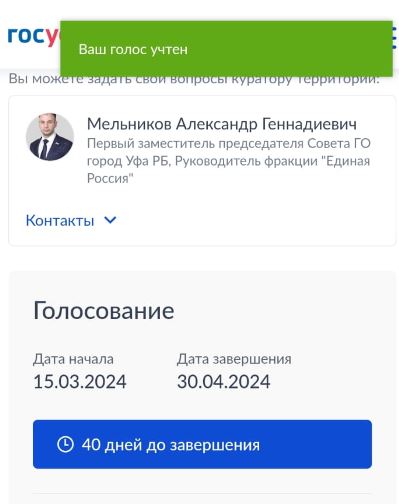 госу
Ваш голос учтен
Вы можете задать свои вопросы куратору территории:
Мельников Александр Геннадиевич
Первый заместитель председателя Совета ГО
город Уфа РБ, Руководитель фракции "Единая
Россия"
Контакты
Голосование
Дата начала
Дата завершения
15.03.2024
30.04.2024
40 дней до завершения